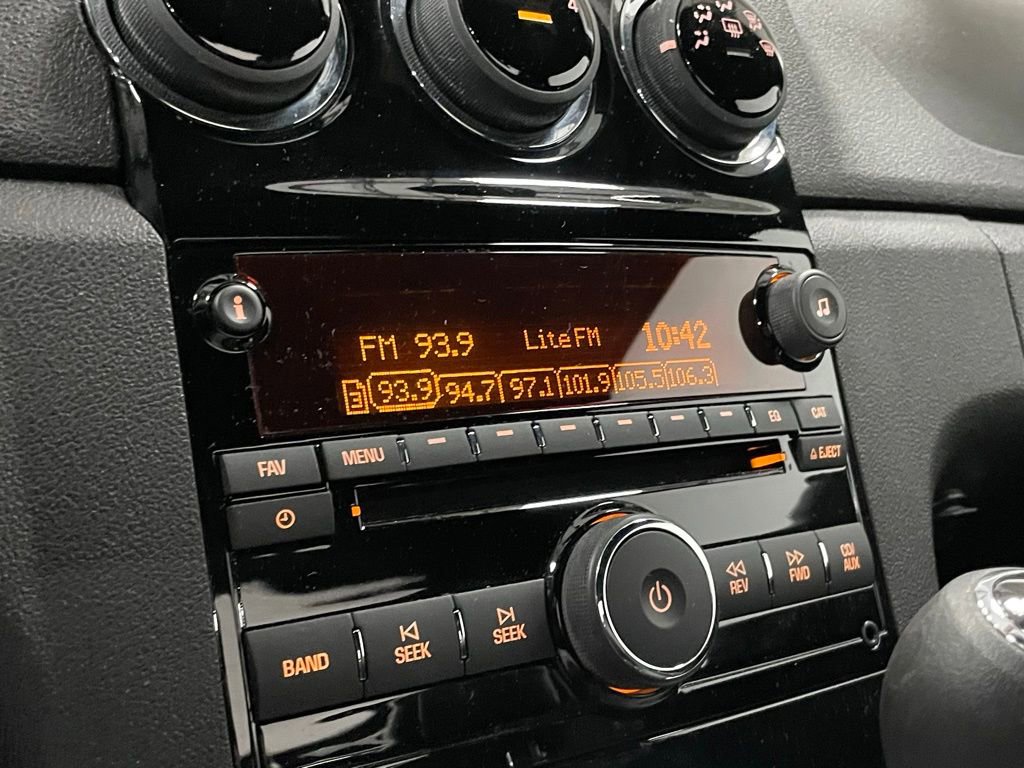 4
i
FM 93.9 LiteFM 10:42
3 93.9 94.7 97.1 101.9 105.5 106.3
FAV MENU EQ CAT
EJECT
BAND SEEK SEEK REV FWD CD/
AUX